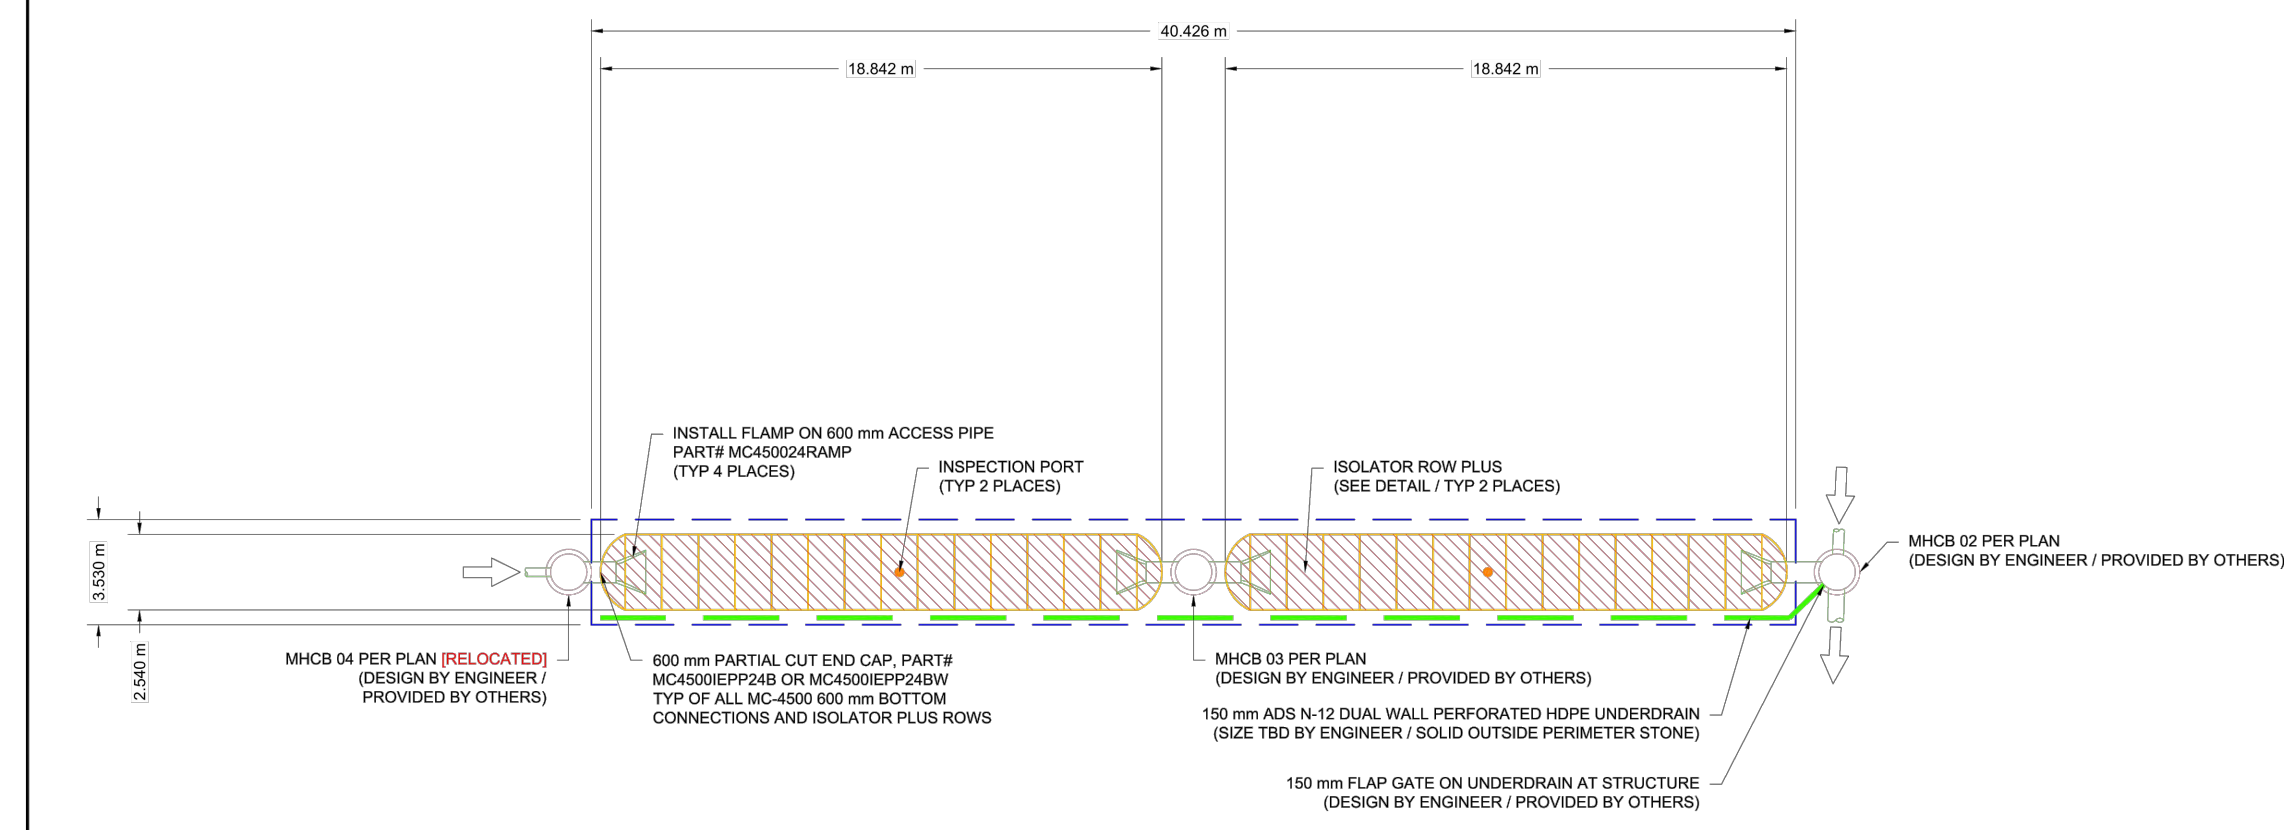 40.426 m
18.842 m
18.842 m
INSTALL FLAMP ON 600 mm ACCESS PIPE
PART# MC450024RAMP
(TYP 4 PLACES)
INSPECTION PORT
(TYP 2 PLACES)
ISOLATOR ROW PLUS
(SEE DETAIL / TYP 2 PLACES)
MHCB 02 PER PLAN
(DESIGN BY ENGINEER / PROVIDED BY OTHERS)
3.530 m
2.540 m
MHCB 04 PER PLAN [RELOCATED]
(DESIGN BY ENGINEER /
PROVIDED BY OTHERS)
600 mm PARTIAL CUT END CAP, PART#
MC4500IEPP24B OR MC4500IEPP24BW
TYP OF ALL MC-4500 600 mm BOTTOM
CONNECTIONS AND ISOLATOR PLUS ROWS
MHCB 03 PER PLAN
(DESIGN BY ENGINEER / PROVIDED BY OTHERS)
150 mm ADS N-12 DUAL WALL PERFORATED HDPE UNDERDRAIN
(SIZE TBD BY ENGINEER / SOLID OUTSIDE PERIMETER STONE)
150 mm FLAP GATE ON UNDERDRAIN AT STRUCTURE
(DESIGN BY ENGINEER / PROVIDED BY OTHERS)